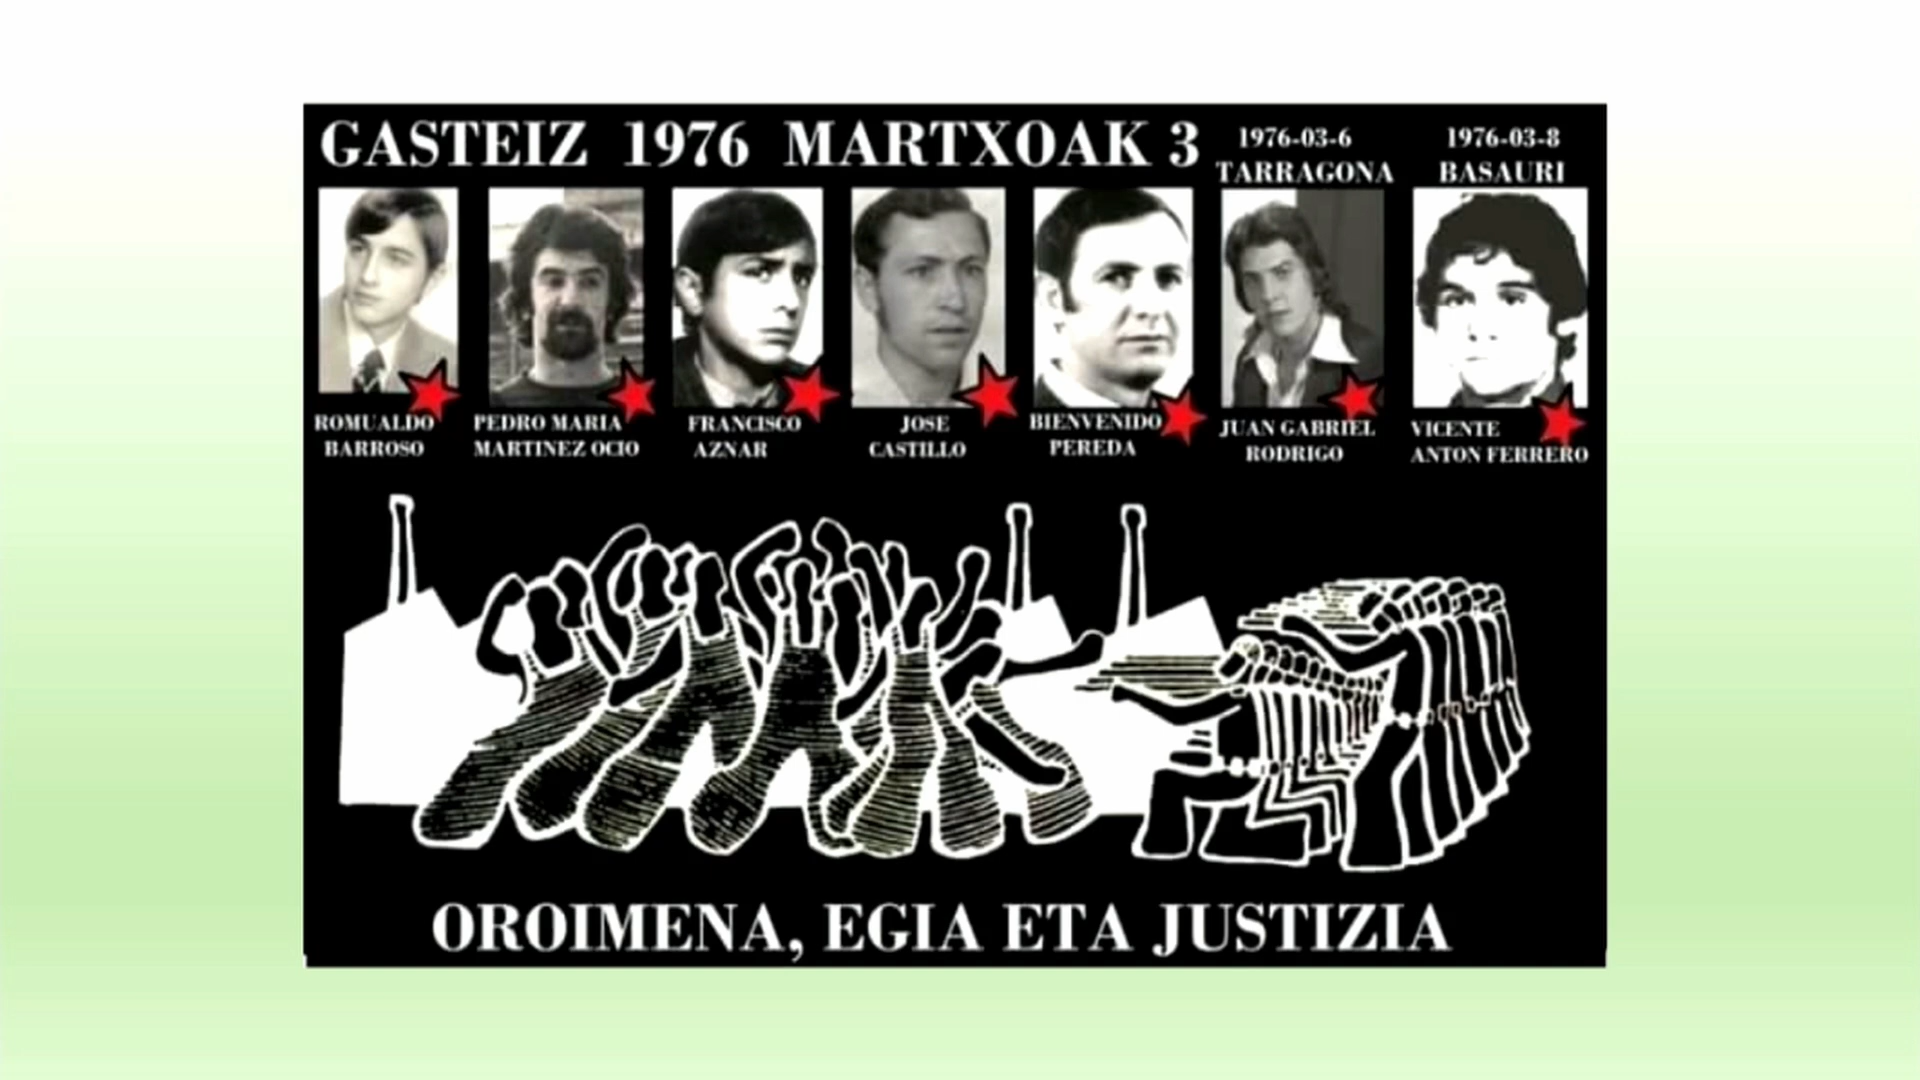 GASTEIZ 1976 MARTXOAK 3
1976-03-6
TARRAGONA
1976-03-8
BASAURI
ROMUALDO
BARROSO
PEDRO MARIA
MARTINEZ OCIO
FRANCISCO
AZNAR
JOSE
CASTILLO
BIENVENIDO
PEREDA
JUAN GABRIEL
RODRIGO
VICENTE
ANTON FERRERO
OROIMENA, EGIA ETA JUSTIZIA